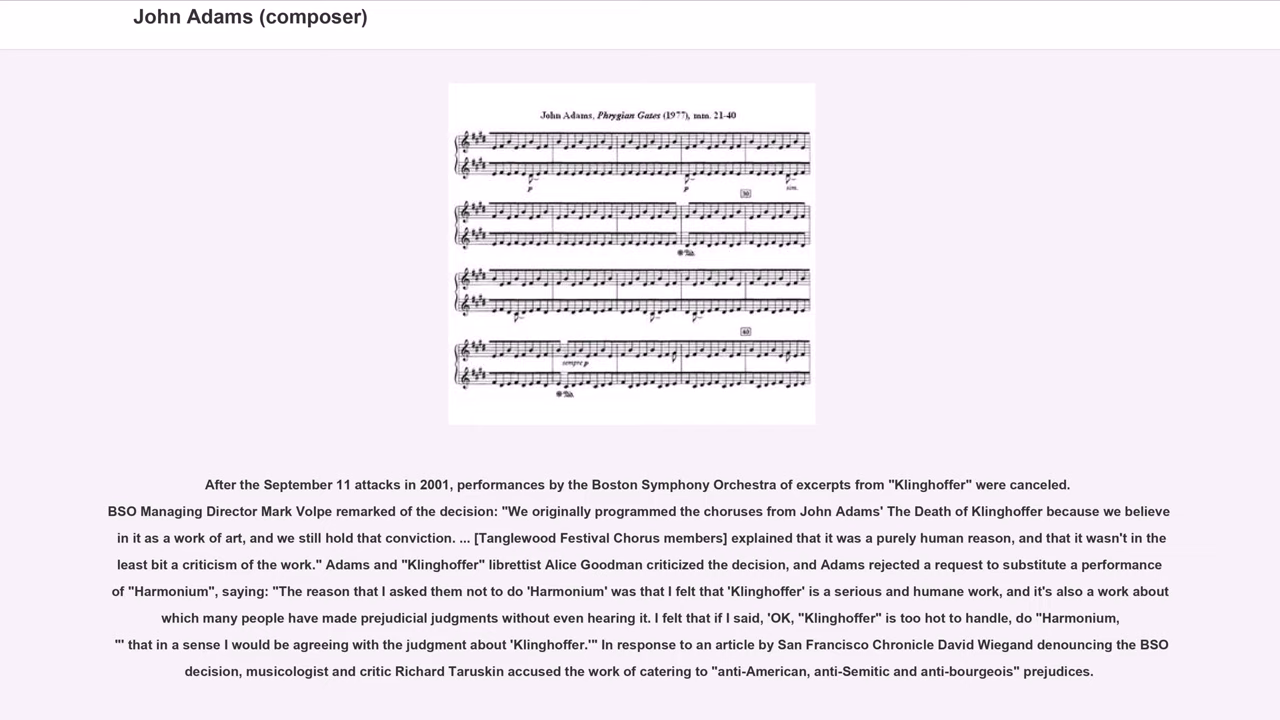 John Adams (composer)
John Adams, Phrygian Gates (1977), mm. 21-40
p
p
sim.
30
40
sempre p
After the September 11 attacks in 2001, performances by the Boston Symphony Orchestra of excerpts from "Klinghoffer" were canceled.
BSO Managing Director Mark Volpe remarked of the decision: "We originally programmed the choruses from John Adams' The Death of Klinghoffer because we believe
in it as a work of art, and we still hold that conviction. ... [Tanglewood Festival Chorus members] explained that it was a purely human reason, and that it wasn't in the
least bit a criticism of the work." Adams and "Klinghoffer" librettist Alice Goodman criticized the decision, and Adams rejected a request to substitute a performance
of "Harmonium", saying: "The reason that I asked them not to do 'Harmonium' was that I felt that 'Klinghoffer' is a serious and humane work, and it's also a work about
which many people have made prejudicial judgments without even hearing it. I felt that if I said, 'OK, "Klinghoffer" is too hot to handle, do "Harmonium,
"' that in a sense I would be agreeing with the judgment about 'Klinghoffer.'" In response to an article by San Francisco Chronicle David Wiegand denouncing the BSO
decision, musicologist and critic Richard Taruskin accused the work of catering to "anti-American, anti-Semitic and anti-bourgeois" prejudices.